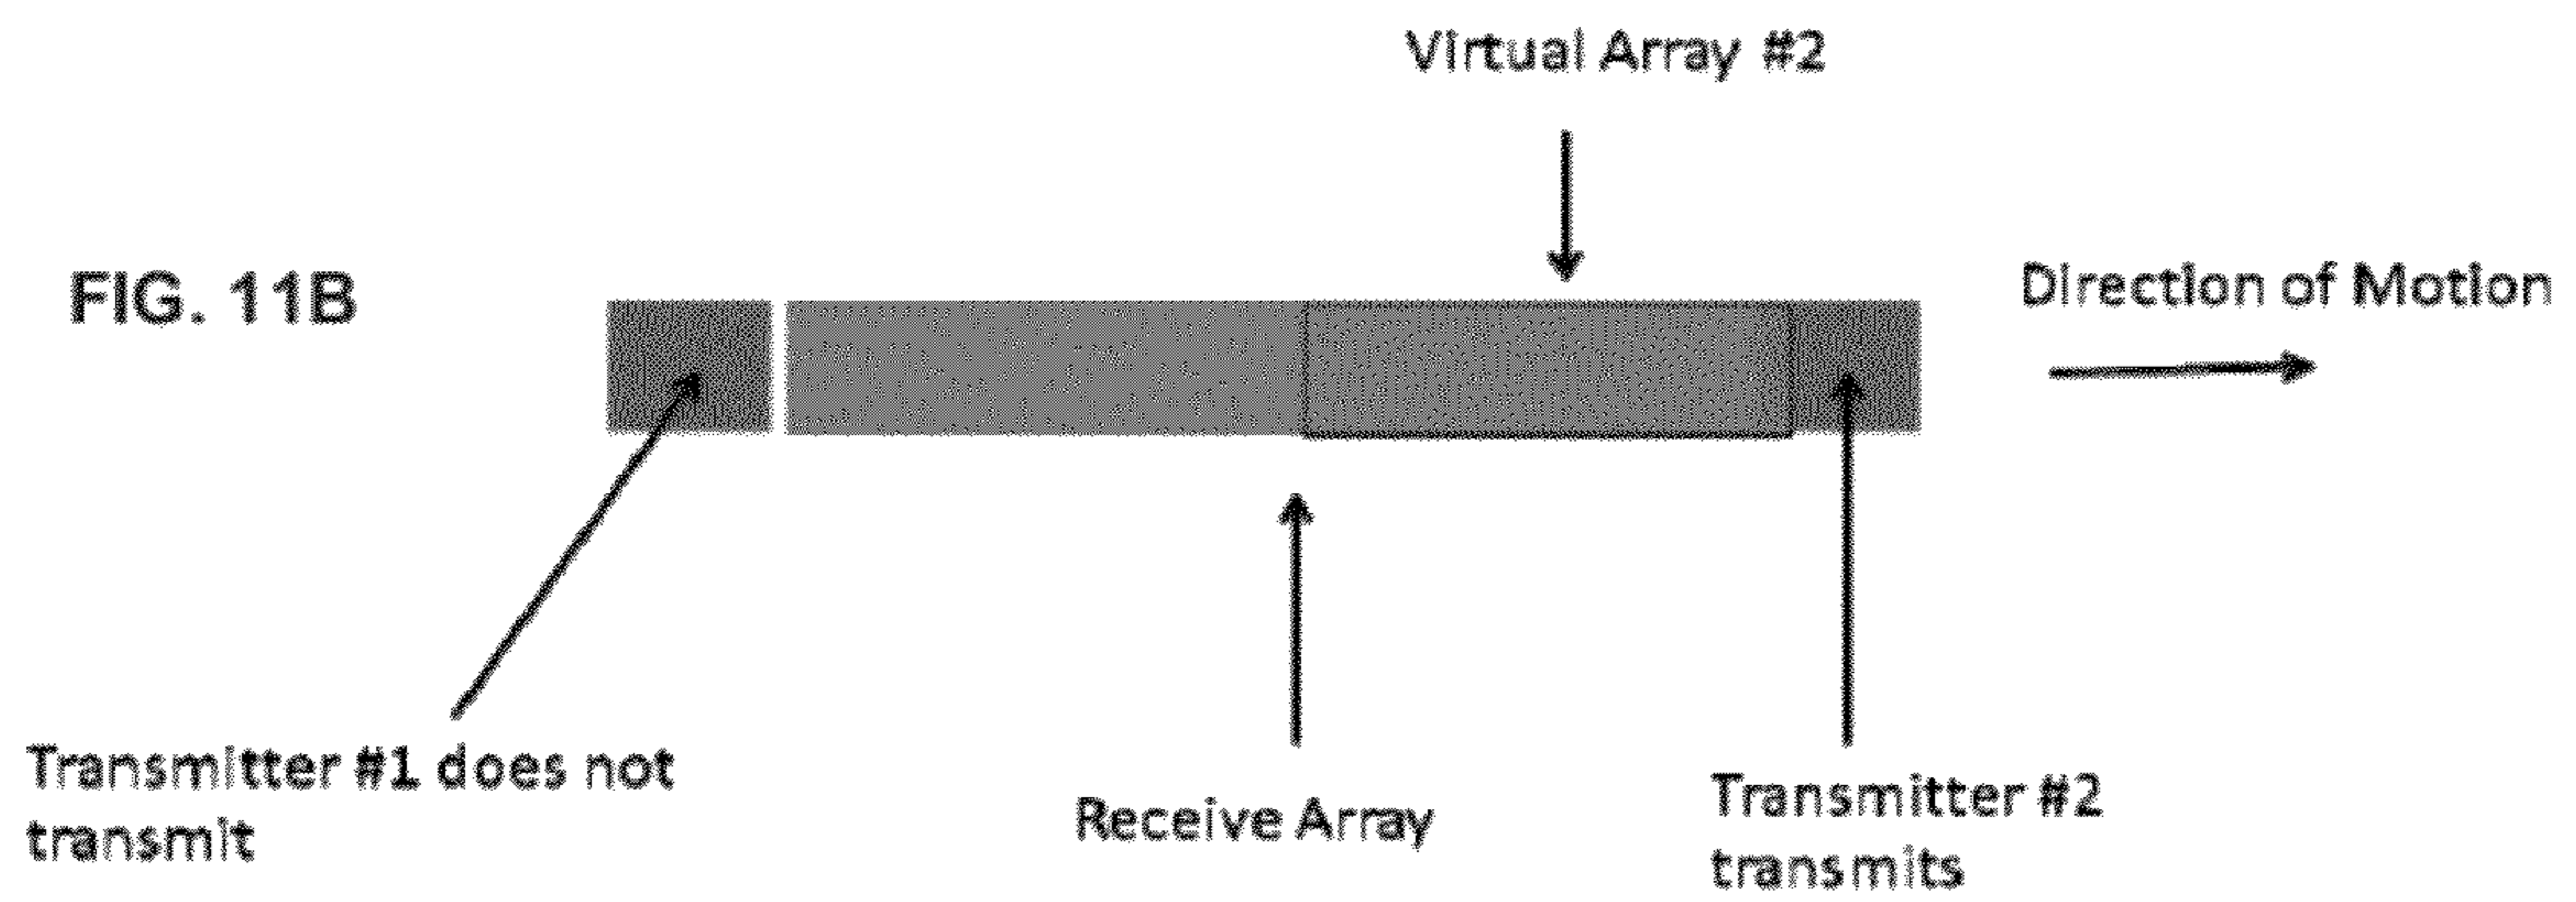 Virtual Array #2
FIG. 11B
Direction of Motion
Transmitter #1 does not
transmit
Receive Array
Transmitter #2
transmits